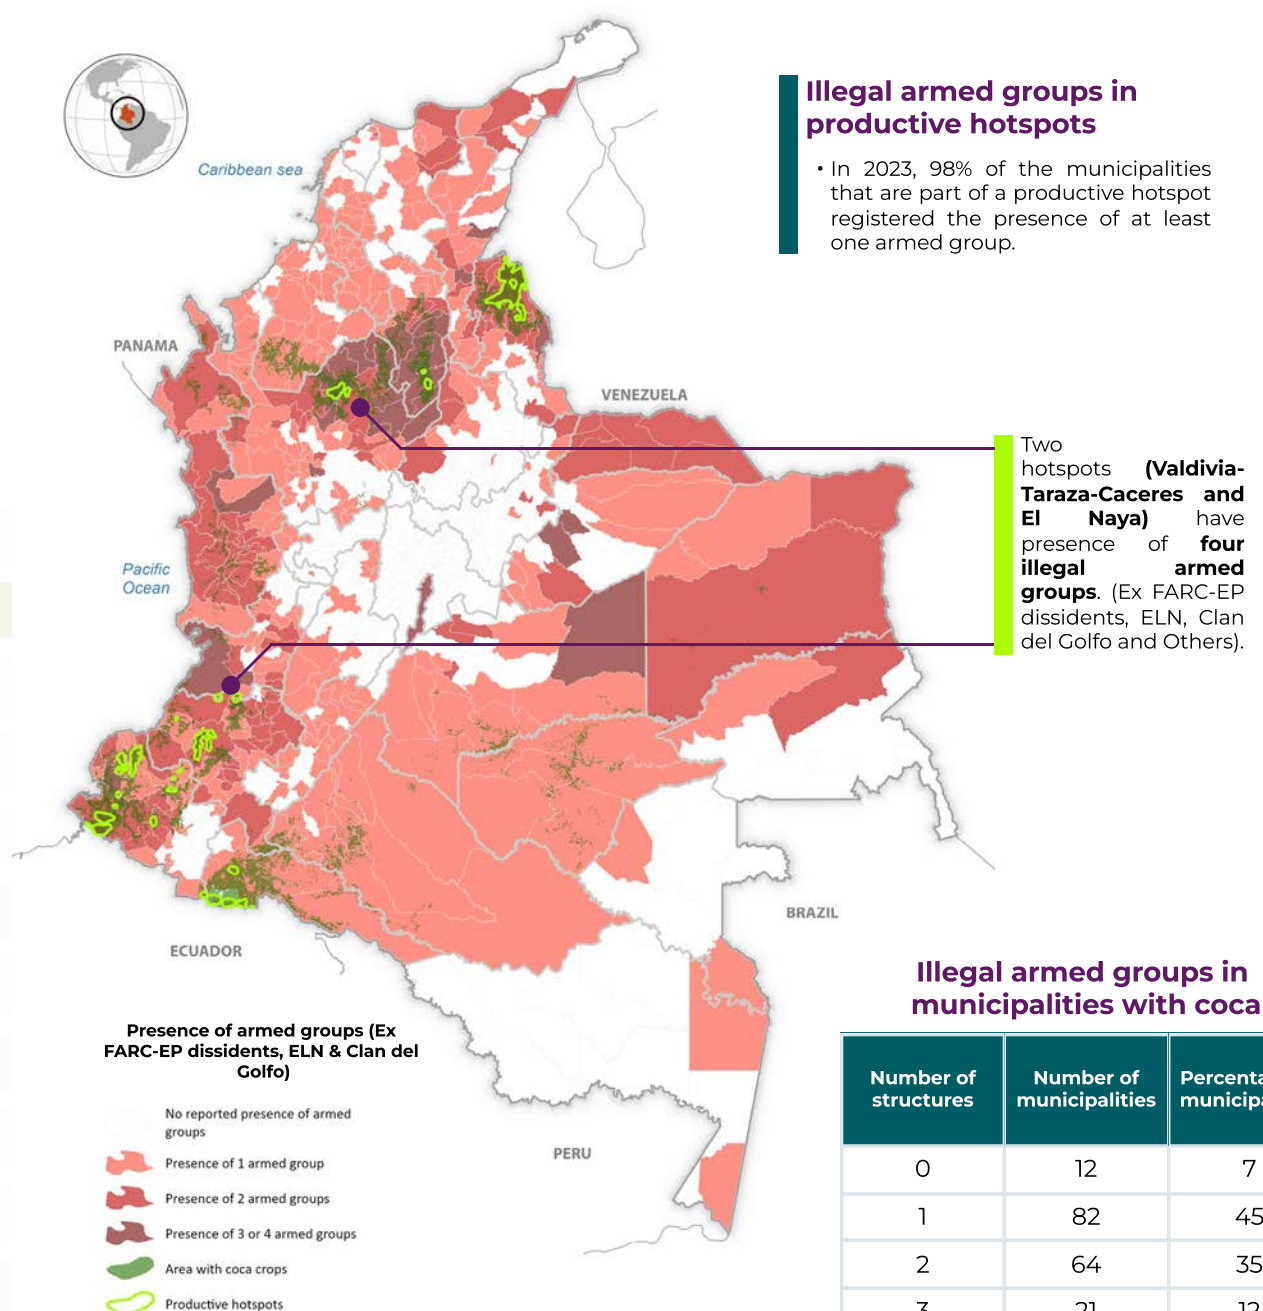 Illegal armed groups in
productive hotspots
• In 2023, 98% of the municipalities
that are part of a productive hotspot
registered the presence of at least
one armed group.
Caribbean sea
PANAMA
VENEZUELA
Two
hotspots (Valdivia-
Taraza-Caceres and
El Naya) have
presence of four
illegal armed
groups. (Ex FARC-EP
dissidents, ELN, Clan
del Golfo and Others).
Pacific
Ocean
BRAZIL
ECUADOR
PERU
Presence of armed groups (Ex
FARC-EP dissidents, ELN & Clan del
Golfo)
No reported presence of armed
groups
Presence of 1 armed group
Presence of 2 armed groups
Presence of 3 or 4 armed groups
Area with coca crops
Productive hotspots
Illegal armed groups in
municipalities with coca
Number of structures Number of municipalities
0 12 7
1 82 45
2 64 35
3 21 12